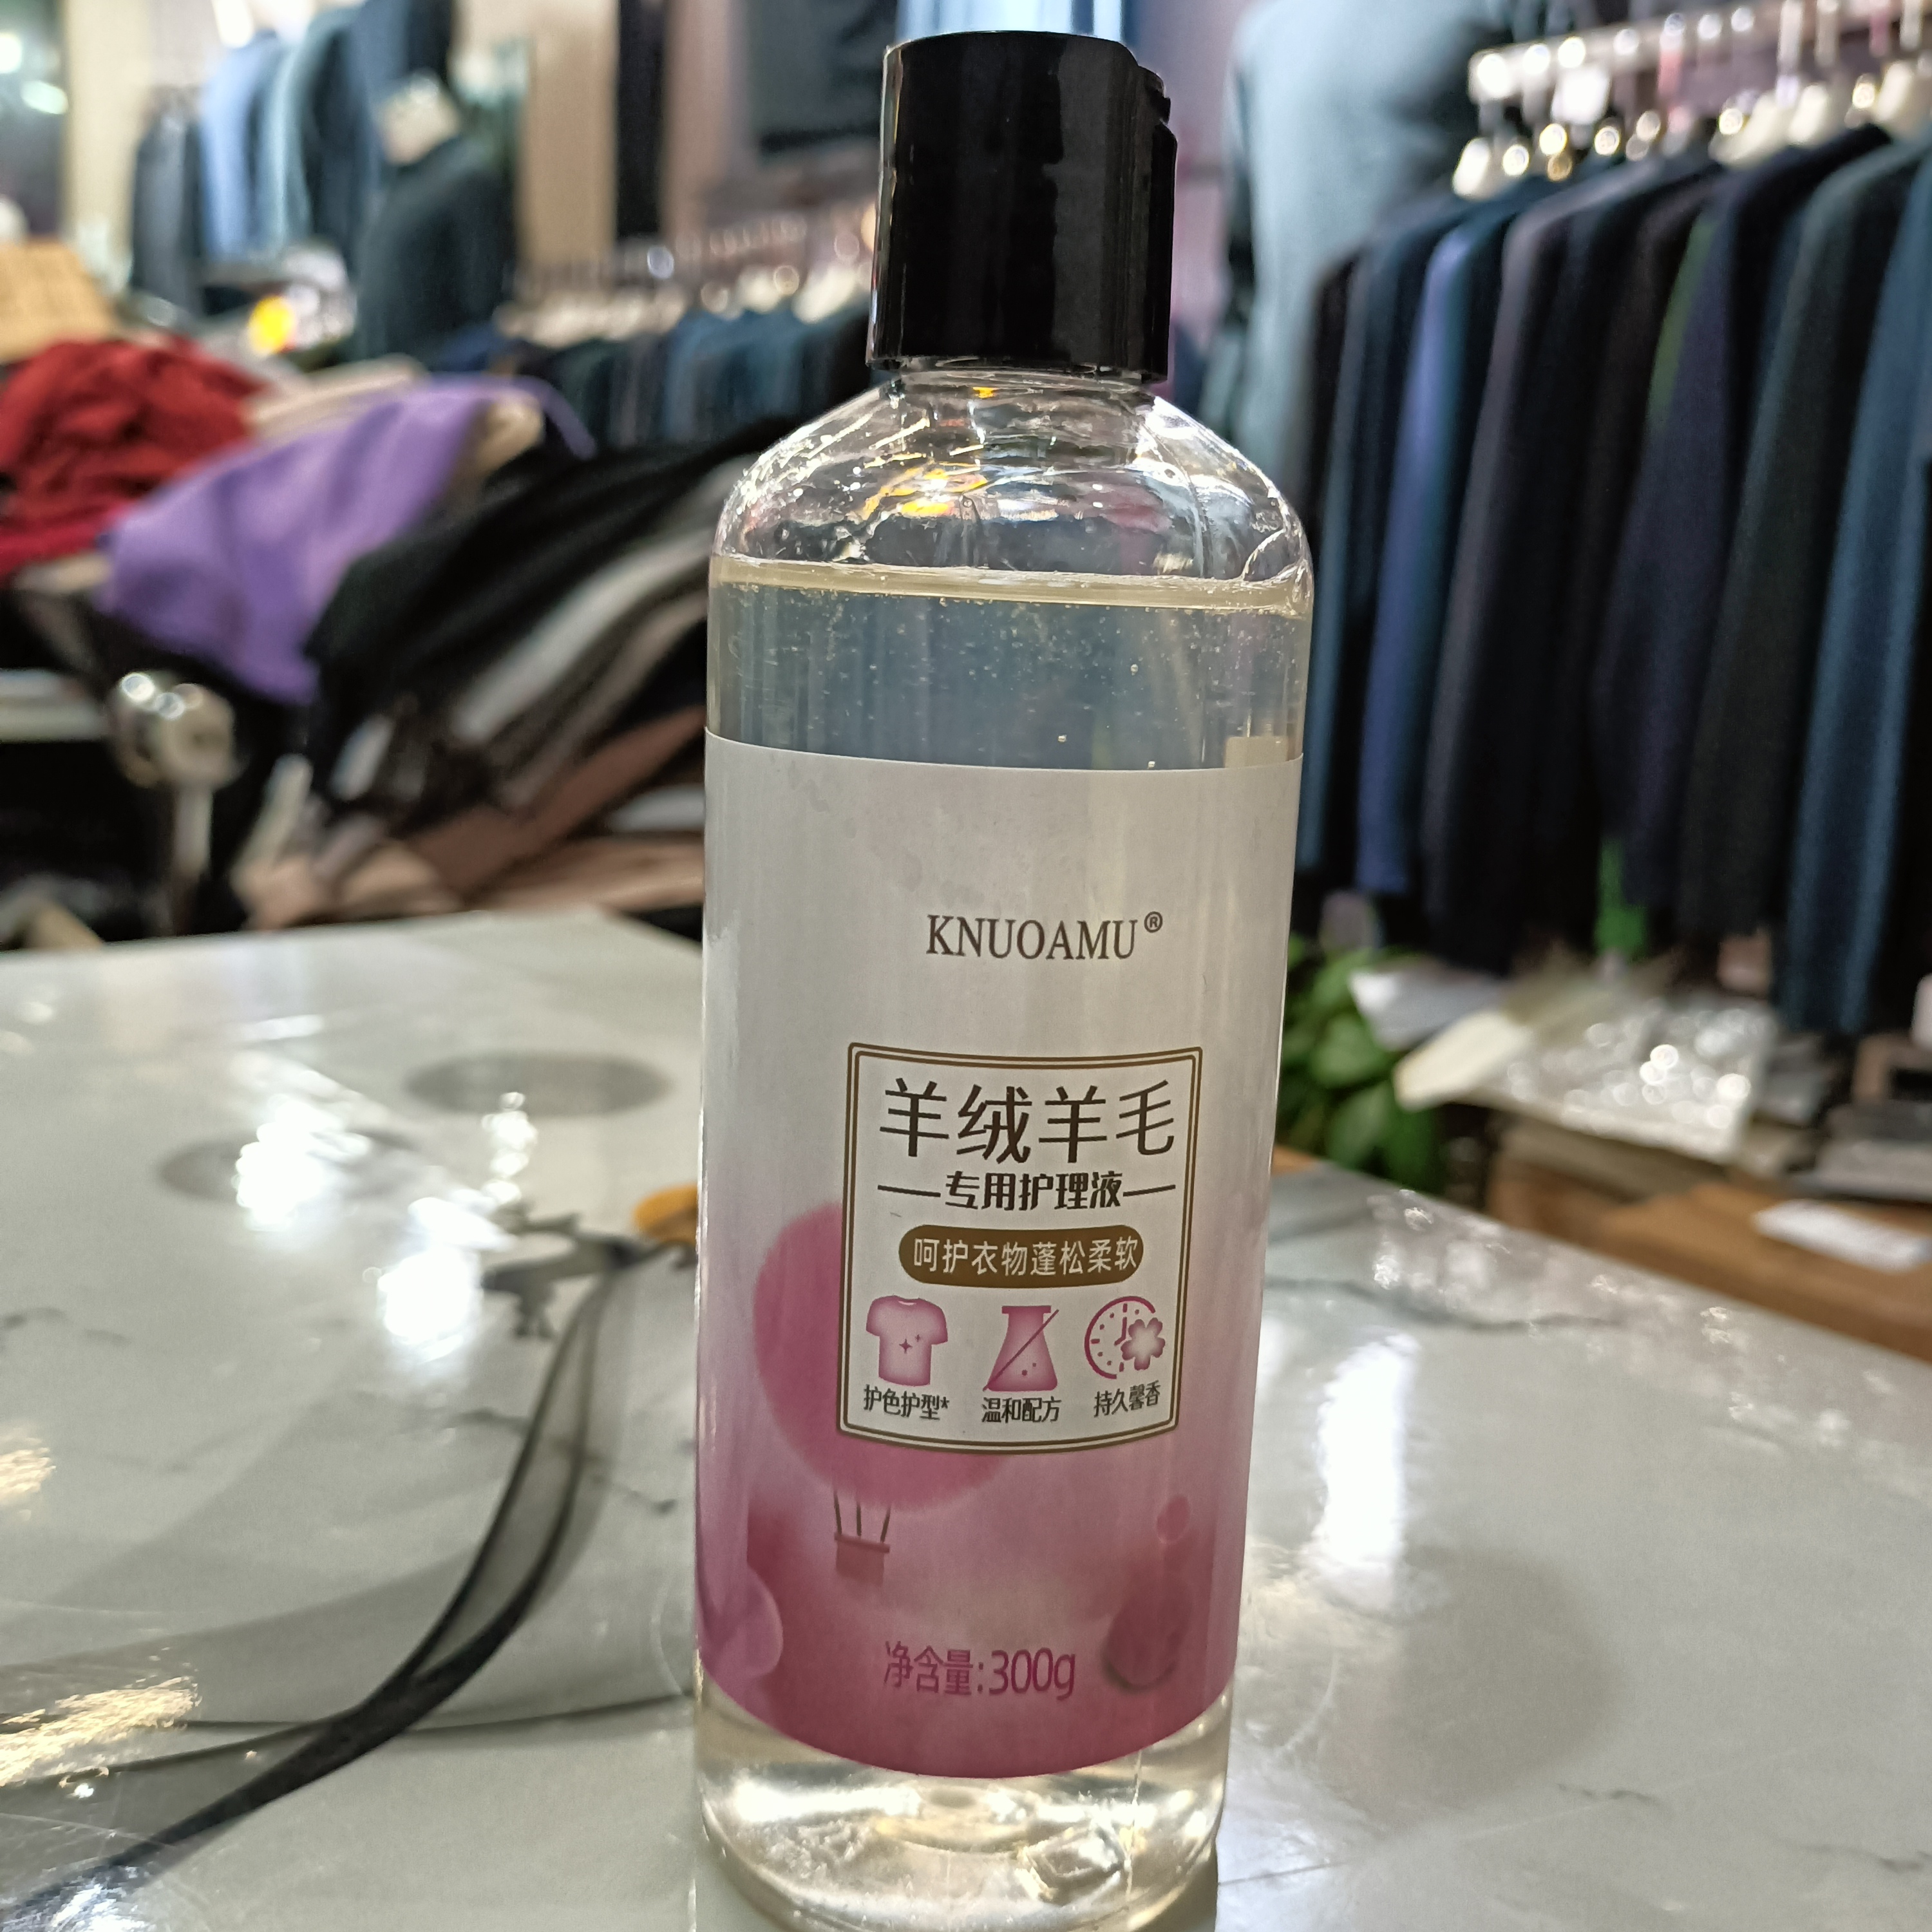 KNUOAMU®
羊绒羊毛
专用护理液
呵护衣物蓬松柔软
护色护型* 温和配方 持久馨香
净含量:300g